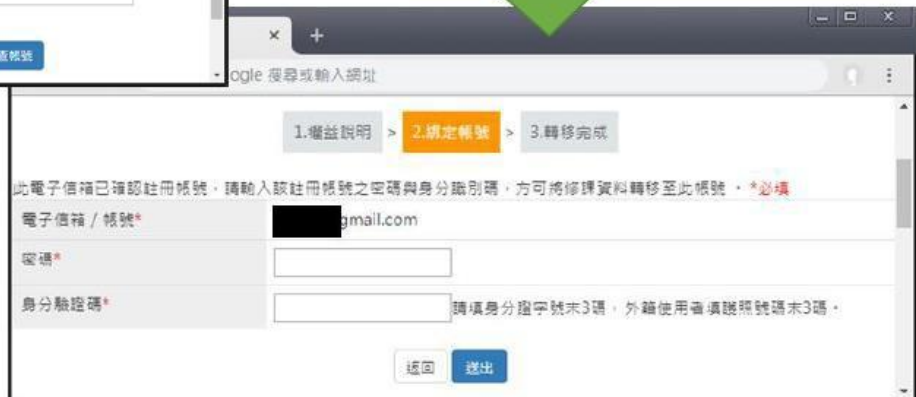 查帳號
ogle 搜尋或輸入網址
1.權益說明 > 2.綁定帳號 > 3.轉移完成
此電子信箱已確認註冊帳號，請輸入該註冊帳號之密碼與身分識別碼，方可將修課資料轉移至此帳號 。 *必填
電子信箱 / 帳號* gmail.com
密碼*
身分驗證碼* 請填身分證字號末3碼， 外籍使用者填護照號碼末3碼。
返回 送出